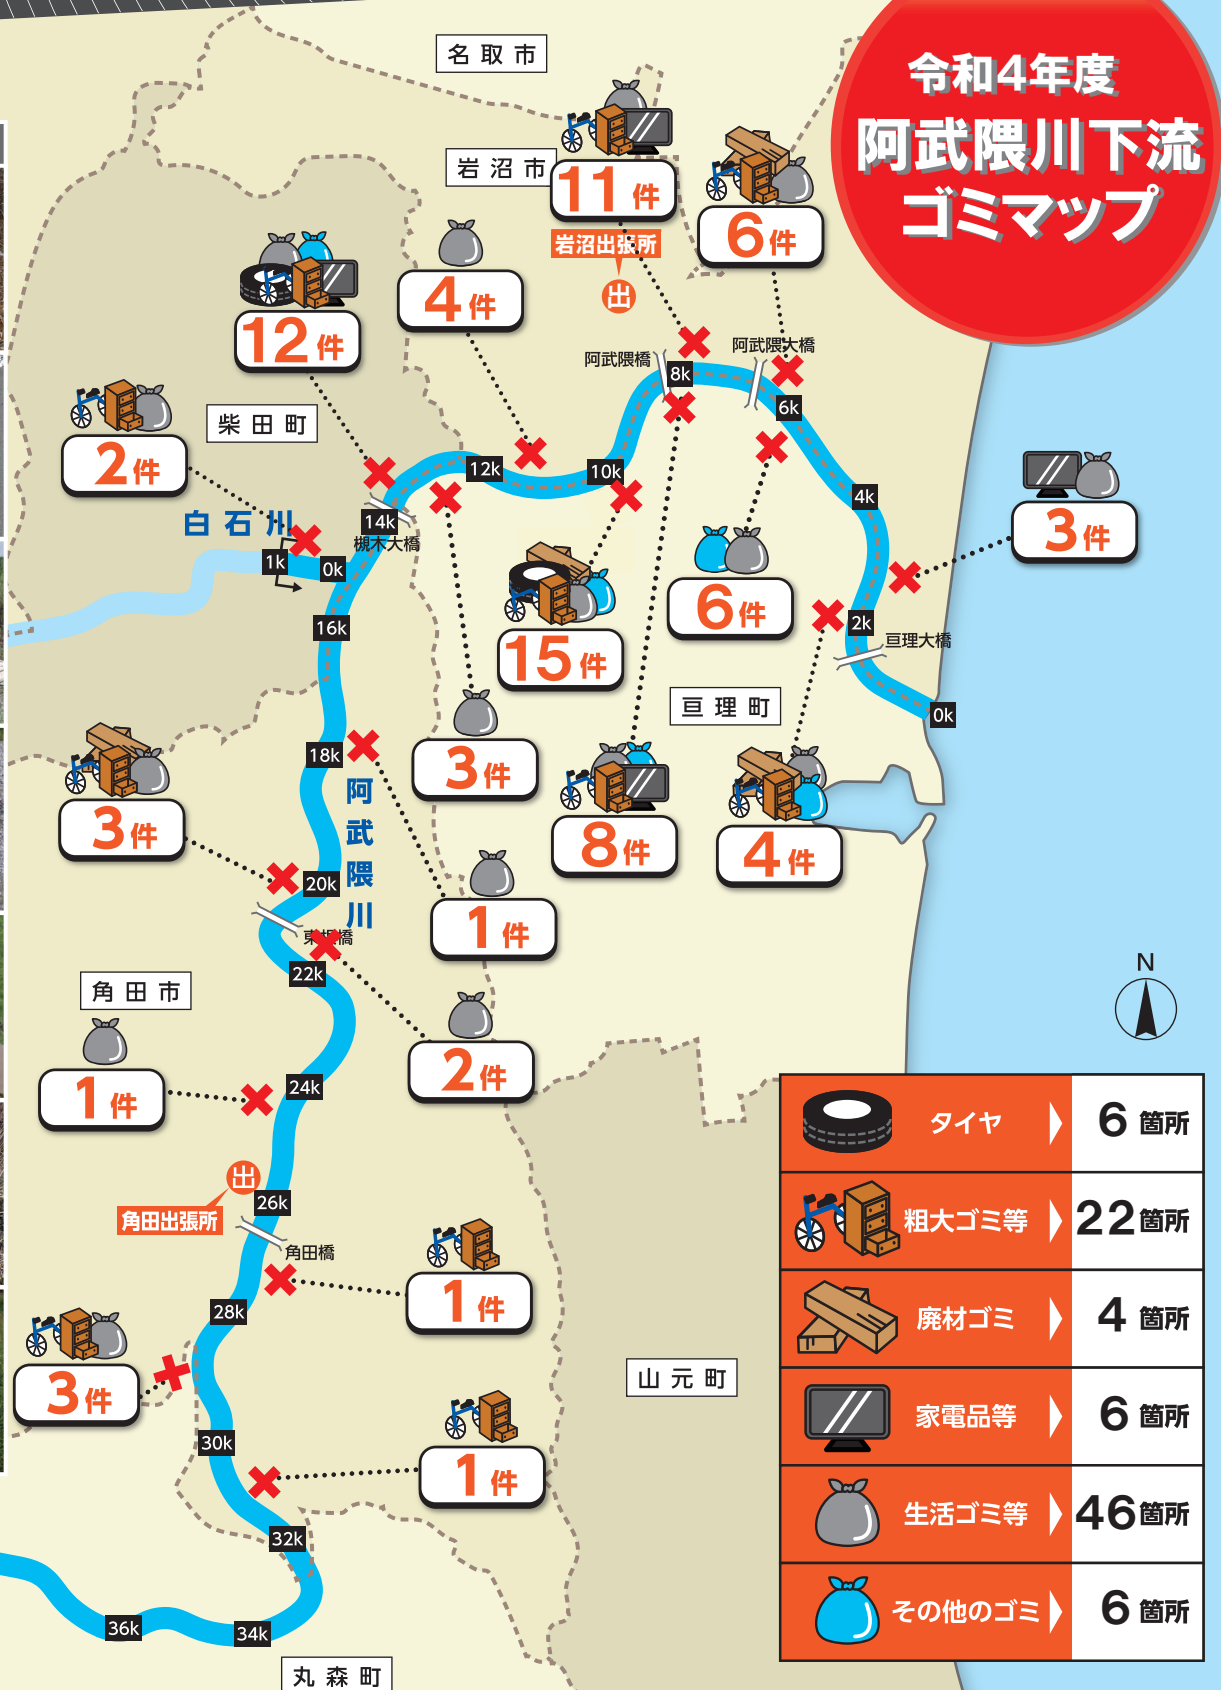 令和4年度
阿武隈川下流
ゴミマップ
名取市
岩沼市
11件
6件
岩沼出張所
出
4件
12件
阿武隈橋
阿武隈大橋
8k
6k
柴田町
2件
12k
10k
4k
3件
白石川
14k
槻木大橋
1k
0k
6件
15件
16k
2k
亘理大橋
亘理町
0k
18k
3件
阿武隈川
3件
8件
4件
20k
1件
東根橋
22k
角田市
N
2件
1件
24k
出
26k
角田出張所
角田橋
1件
28k
3件
山元町
30k
1件
32k
36k
34k
丸森町
タイヤ 6箇所
粗大ゴミ等 22箇所
廃材ゴミ 4箇所
家電品等 6箇所
生活ゴミ等 46箇所
その他のゴミ 6箇所